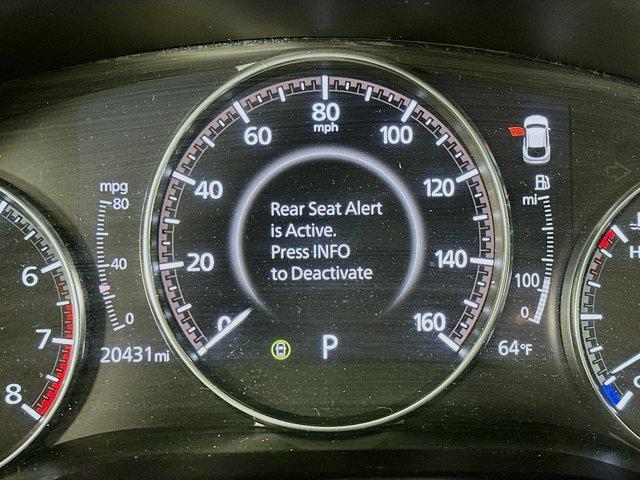 80
mph
60
100
mpg
80
40
120
mi
Rear Seat Alert
is Active.
Press INFO
to Deactivate
6
40
20
140
100
7
0
0
160
0
P
20431 mi
64°F
8
H